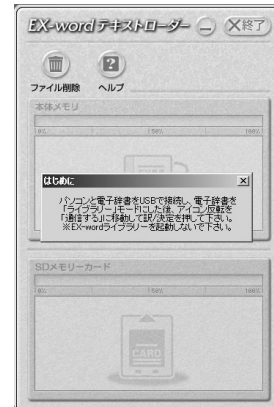 EX-word テキストローダー
×終了
ファイル削除 ヘルプ
本体メモリ
0% 50% 100%
はじめに
パソコンと電子辞書をUSBで接続し、電子辞書を
「ライブラリー」モードにした後、アイコン反転を
「通信する」に移動して訳/決定を押して下さい。
※EX-wordライブラリーを起動しないで下さい。
SDメモリーカード
0% 50% 100%
CARD